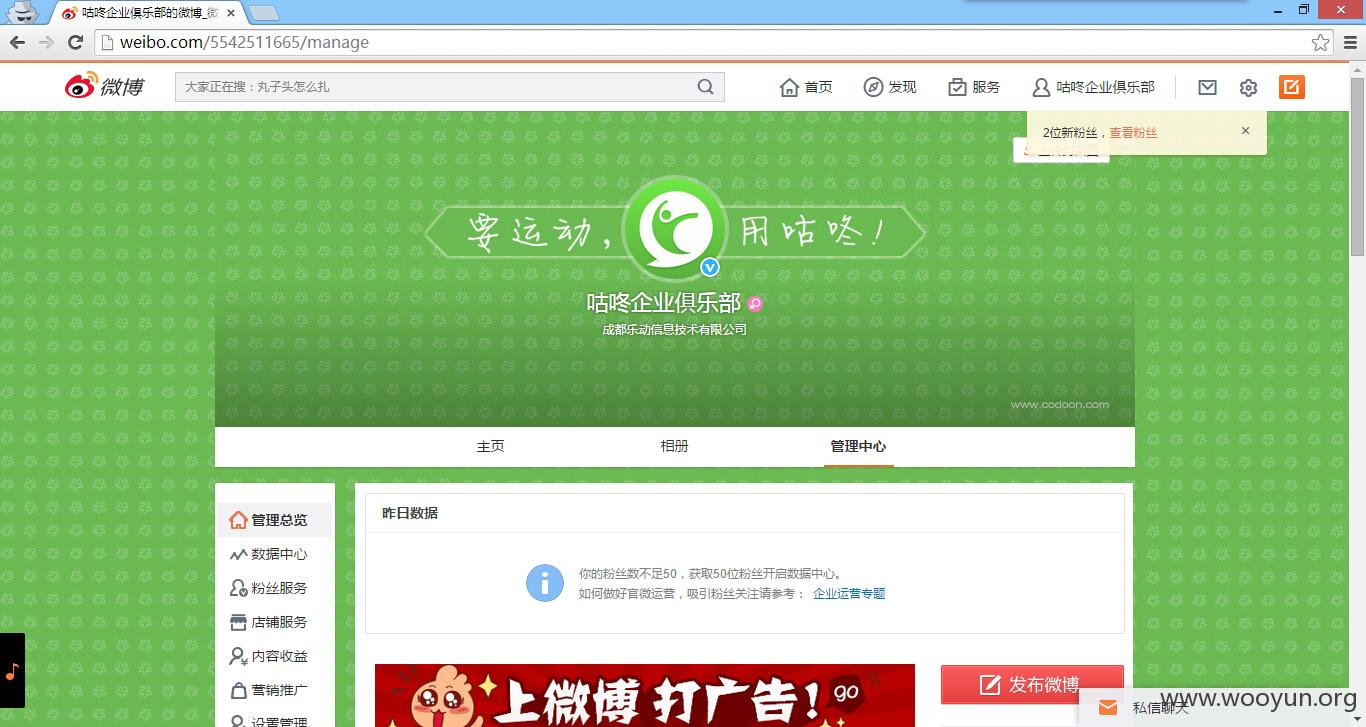 咕咚企业俱乐部的微博_微
weibo.com/5542511665/manage
微博
大家正在搜：丸子头怎么扎
首页
发现
服务
咕咚企业俱乐部
2位新粉丝，查看粉丝
要运动，用咕咚！
咕咚企业俱乐部
成都乐动信息技术有限公司
www.codoon.com
主页
相册
管理中心
管理总览
数据中心
粉丝服务
店铺服务
内容收益
营销推广
设置管理
昨日数据
你的粉丝数不足50，获取50位粉丝开启数据中心。
如何做好官微运营，吸引粉丝关注请参考： 企业运营专题
上微博 打广告！ go
发布微博
私信聊天
www.wooyun.org